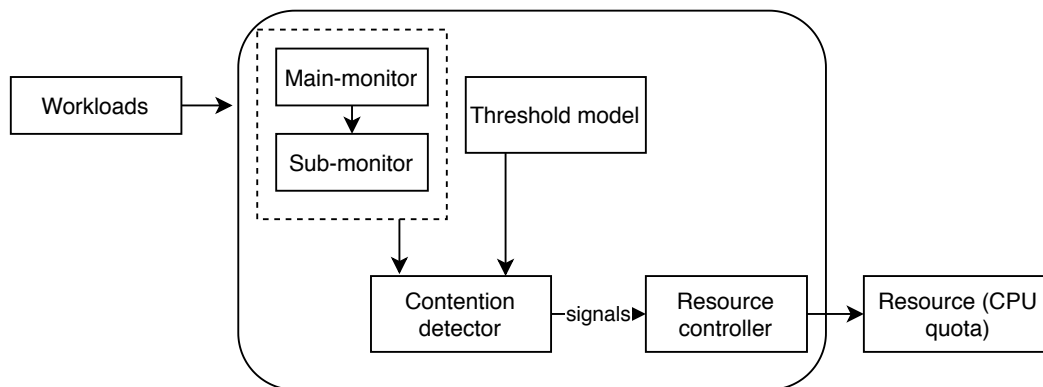 Main-monitor
Workloads
Threshold model
Sub-monitor
Contention
detector
signals
Resource
controller
Resource (CPU
quota)